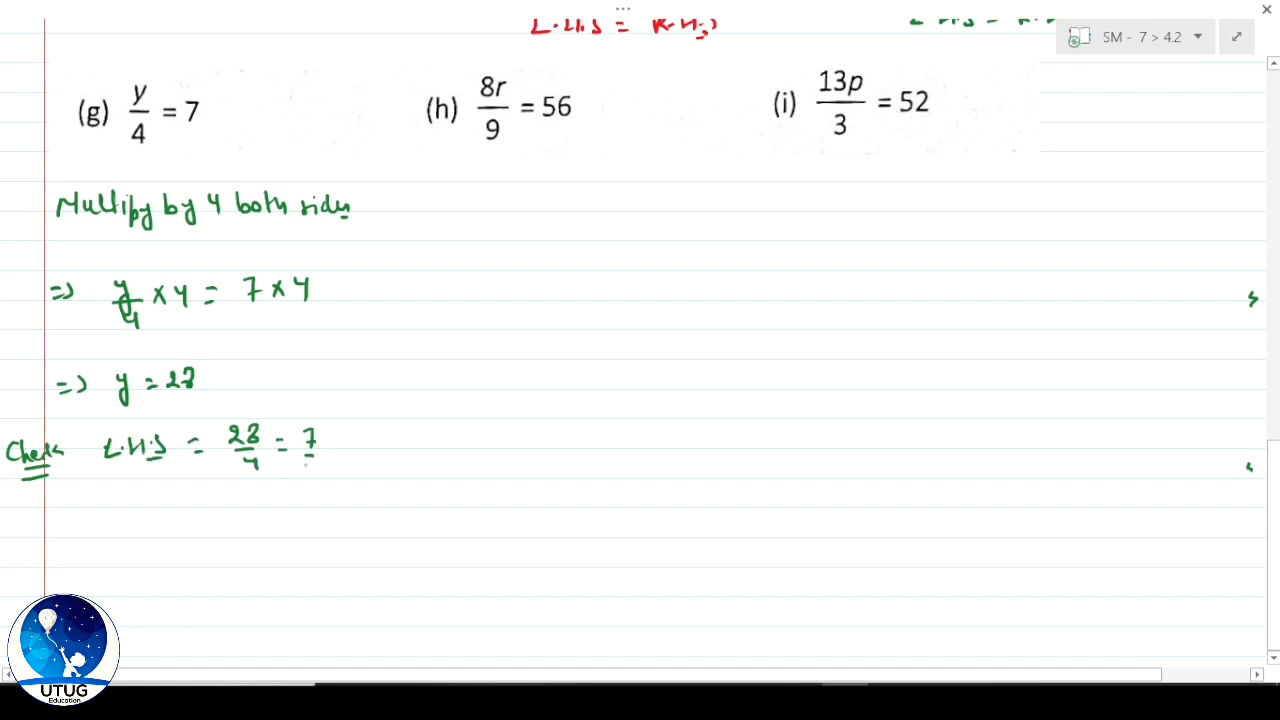 L.H.S = R.H.S
SM - 7 > 4.2
(g) y/4 = 7
(h) 8r/9 = 56
(i) 13p/3 = 52
Multiply by 4 both sides
=> y/4 × 4 = 7 × 4
=> y = 28
Check L.H.S = 28/4 = 7
UTUG
Education